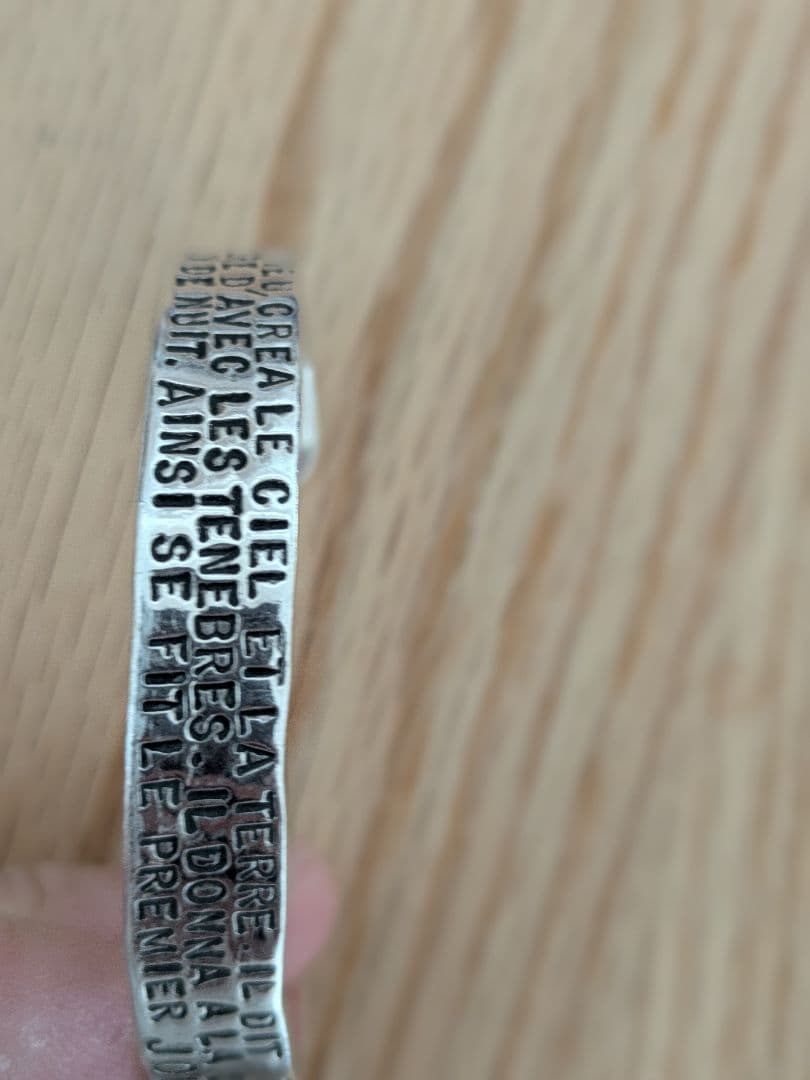 CREA LE CIEL ET LA TERRE. IL DIT
D'AVEC LES TENEBRES. IL DONNA A
DE NUIT. AINSI SE FIT LE PREMIER